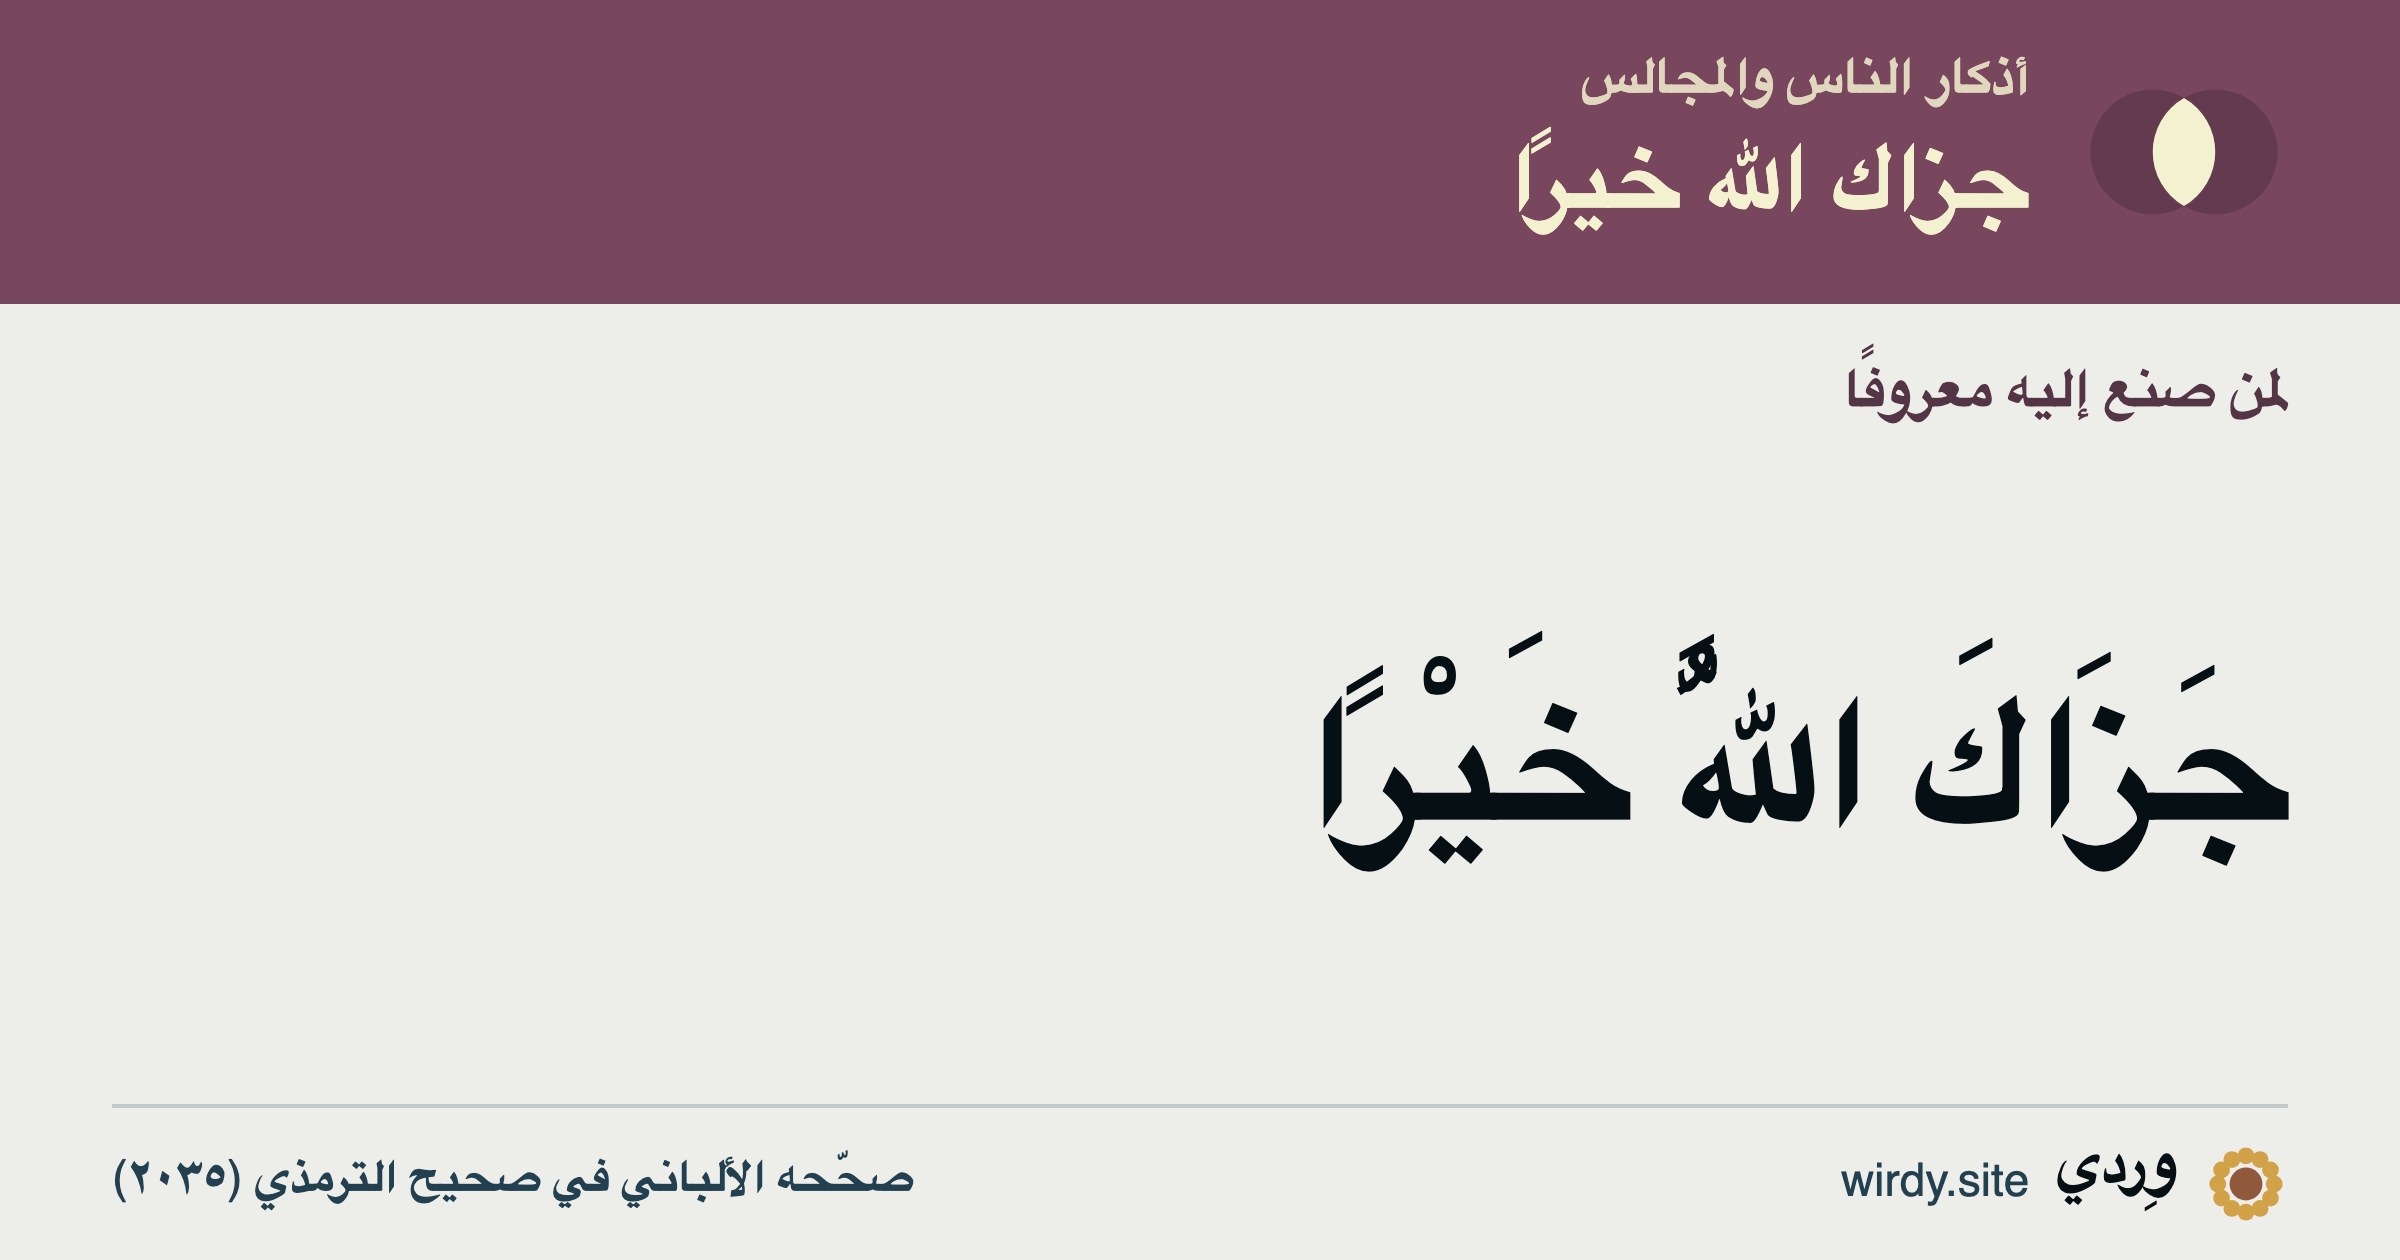 أذكار الناس والمجالس
جزاك الله خيرًا
لمن صنع إليه معروفًا
جَزَاكَ اللهُ خَيْرًا
وِردي wirdy.site
صحّحه الألباني في صحيح الترمذي (٢٠٣٥)